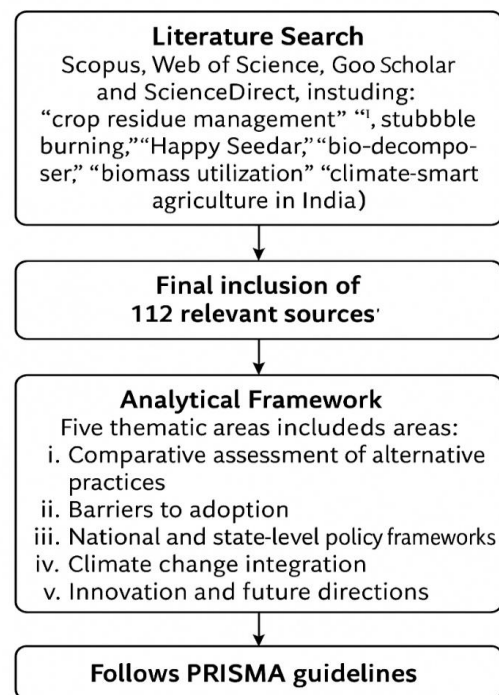 Literature Search
Scopus, Web of Science, Goo Scholar
and ScienceDirect, instuding:
“crop residue management” “¹, stubbble
burning,” “Happy Seedar,” “bio-decompo-
ser,” “biomass utilization” “climate-smart
agriculture in India)
Final inclusion of
112 relevant sources'
Analytical Framework
Five thematic areas includeds areas:
i. Comparative assessment of alternative
practices
ii. Barriers to adoption
iii. National and state-level policy frameworks
iv. Climate change integration
v. Innovation and future directions
Follows PRISMA guidelines